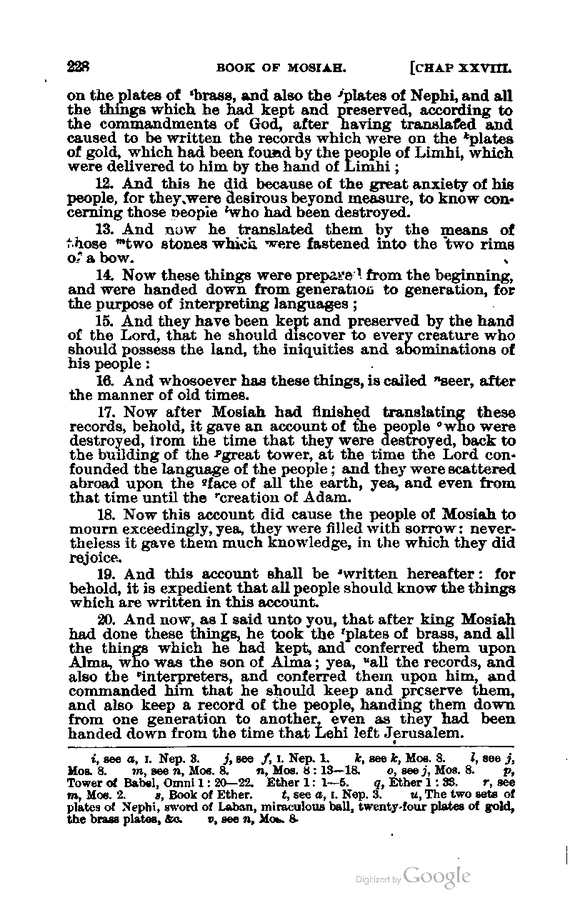 228 BOOK OF MOSIAH. [CHAP XXVIII.
on the plates of ⁱbrass, and also the ʲplates of Nephi, and all
the things which he had kept and preserved, according to
the commandments of God, after having translated and
caused to be written the records which were on the ᵏplates
of gold, which had been found by the people of Limhi, which
were delivered to him by the hand of Limhi;
12. And this he did because of the great anxiety of his
people, for they were desirous beyond measure, to know con-
cerning those people ˡwho had been destroyed.
13. And now he translated them by the means of
those ᵐtwo stones which were fastened into the two rims
of a bow.
14. Now these things were prepared from the beginning,
and were handed down from generation to generation, for
the purpose of interpreting languages;
15. And they have been kept and preserved by the hand
of the Lord, that he should discover to every creature who
should possess the land, the iniquities and abominations of
his people:
16. And whosoever has these things, is called ⁿseer, after
the manner of old times.
17. Now after Mosiah had finished translating these
records, behold, it gave an account of the people ᵒwho were
destroyed, from the time that they were destroyed, back to
the building of the ᵖgreat tower, at the time the Lord con-
founded the language of the people; and they were scattered
abroad upon the qface of all the earth, yea, and even from
that time until the ʳcreation of Adam.
18. Now this account did cause the people of Mosiah to
mourn exceedingly, yea, they were filled with sorrow: never-
theless it gave them much knowledge, in the which they did
rejoice.
19. And this account shall be ˢwritten hereafter: for
behold, it is expedient that all people should know the things
which are written in this account.
20. And now, as I said unto you, that after king Mosiah
had done these things, he took the ᵗplates of brass, and all
the things which he had kept, and conferred them upon
Alma, who was the son of Alma; yea, ᵘall the records, and
also the ᵛinterpreters, and conferred them upon him, and
commanded him that he should keep and preserve them,
and also keep a record of the people, handing them down
from one generation to another, even as they had been
handed down from the time that Lehi left Jerusalem.
i, see a, I. Nep. 3. j, see f, I. Nep. 1. k, see k, Mos. 8. l, see j,
Mos. 8. m, see n, Mos. 8. n, Mos. 8: 13—18. o, see j, Mos. 8. p,
Tower of Babel, Omni 1: 20—22. Ether 1: 1—5. q, Ether 1: 33. r, see
m, Mos. 2. s, Book of Ether. t, see a, I. Nep. 3. u, The two sets of
plates of Nephi, sword of Laban, miraculous ball, twenty-four plates of gold,
the brass plates, &c. v, see n, Mos. 8.
Digitized by Google